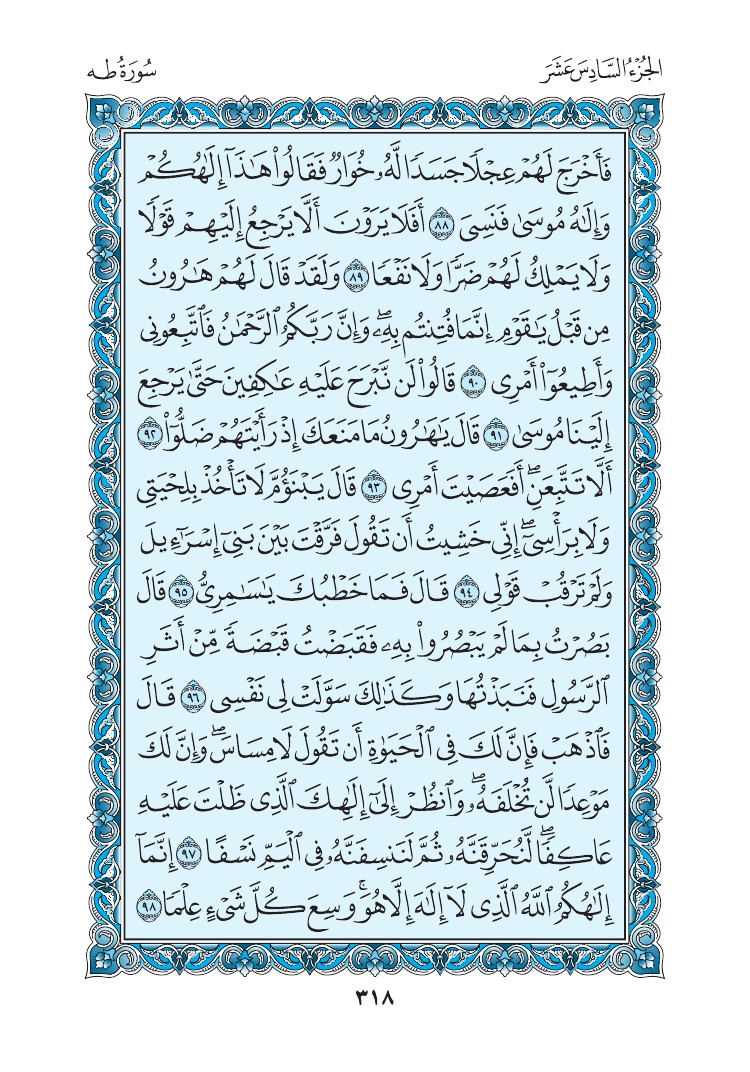 الجُزْءُ السَّادِسَ عَشَرَ
سُورَةُ طه
فَأَخْرَجَ لَهُمْ عِجْلًا جَسَدًا لَّهُۥ خُوَارٌ فَقَالُوا۟ هَٰذَآ إِلَٰهُكُمْ
وَإِلَٰهُ مُوسَىٰ فَنَسِىَ ٨٨ أَفَلَا يَرَوْنَ أَلَّا يَرْجِعُ إِلَيْهِمْ قَوْلًا
وَلَا يَمْلِكُ لَهُمْ ضَرًّا وَلَا نَفْعًا ٨٩ وَلَقَدْ قَالَ لَهُمْ هَٰرُونُ
مِن قَبْلُ يَٰقَوْمِ إِنَّمَا فُتِنتُم بِهِۦۖ وَإِنَّ رَبَّكُمُ ٱلرَّحْمَٰنُ فَٱتَّبِعُونِى
وَأَطِيعُوٓا۟ أَمْرِى ٩٠ قَالُوا۟ لَن نَّبْرَحَ عَلَيْهِ عَٰكِفِينَ حَتَّىٰ يَرْجِعَ
إِلَيْنَا مُوسَىٰ ٩١ قَالَ يَٰهَٰرُونُ مَا مَنَعَكَ إِذْ رَأَيْتَهُمْ ضَلُّوٓا۟ ٩٢
أَلَّا تَتَّبِعَنِۖ أَفَعَصَيْتَ أَمْرِى ٩٣ قَالَ يَبْنَؤُمَّ لَا تَأْخُذْ بِلِحْيَتِى
وَلَا بِرَأْسِىٓۖ إِنِّى خَشِيتُ أَن تَقُولَ فَرَّقْتَ بَيْنَ بَنِىٓ إِسْرَٰٓءِيلَ
وَلَمْ تَرْقُبْ قَوْلِى ٩٤ قَالَ فَمَا خَطْبُكَ يَٰسَٰمِرِىُّ ٩٥ قَالَ
بَصُرْتُ بِمَا لَمْ يَبْصُرُوا۟ بِهِۦ فَقَبَضْتُ قَبْضَةً مِّنْ أَثَرِ
ٱلرَّسُولِ فَنَبَذْتُهَا وَكَذَٰلِكَ سَوَّلَتْ لِى نَفْسِى ٩٦ قَالَ
فَٱذْهَبْ فَإِنَّ لَكَ فِى ٱلْحَيَوٰةِ أَن تَقُولَ لَا مِسَاسَۖ وَإِنَّ لَكَ
مَوْعِدًا لَّن تُخْلَفَهُۥۖ وَٱنظُرْ إِلَىٰٓ إِلَٰهِكَ ٱلَّذِى ظَلْتَ عَلَيْهِ
عَاكِفًاۖ لَّنُحَرِّقَنَّهُۥ ثُمَّ لَنَنسِفَنَّهُۥ فِى ٱلْيَمِّ نَسْفًا ٩٧ إِنَّمَآ
إِلَٰهُكُمُ ٱللَّهُ ٱلَّذِى لَآ إِلَٰهَ إِلَّا هُوَۚ وَسِعَ كُلَّ شَىْءٍ عِلْمًا ٩٨
٣١٨